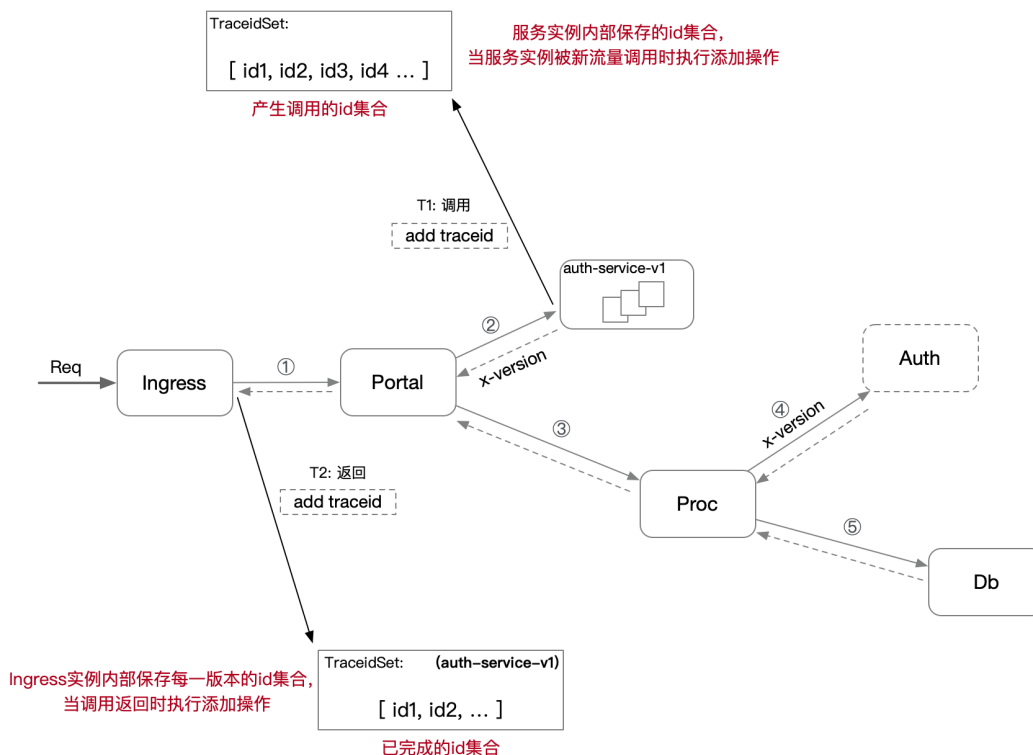 TraceidSet:
[ id1, id2, id3, id4 ... ]
产生调用的id集合
服务实例内部保存的id集合，
当服务实例被新流量调用时执行添加操作
T1: 调用
add traceid
auth-service-v1
②
x-version
Req
Ingress
①
Portal
Auth
④
x-version
③
T2: 返回
add traceid
Proc
⑤
Db
Ingress实例内部保存每一版本的id集合，
当调用返回时执行添加操作
TraceidSet: (auth-service-v1)
[ id1, id2, ... ]
已完成的id集合